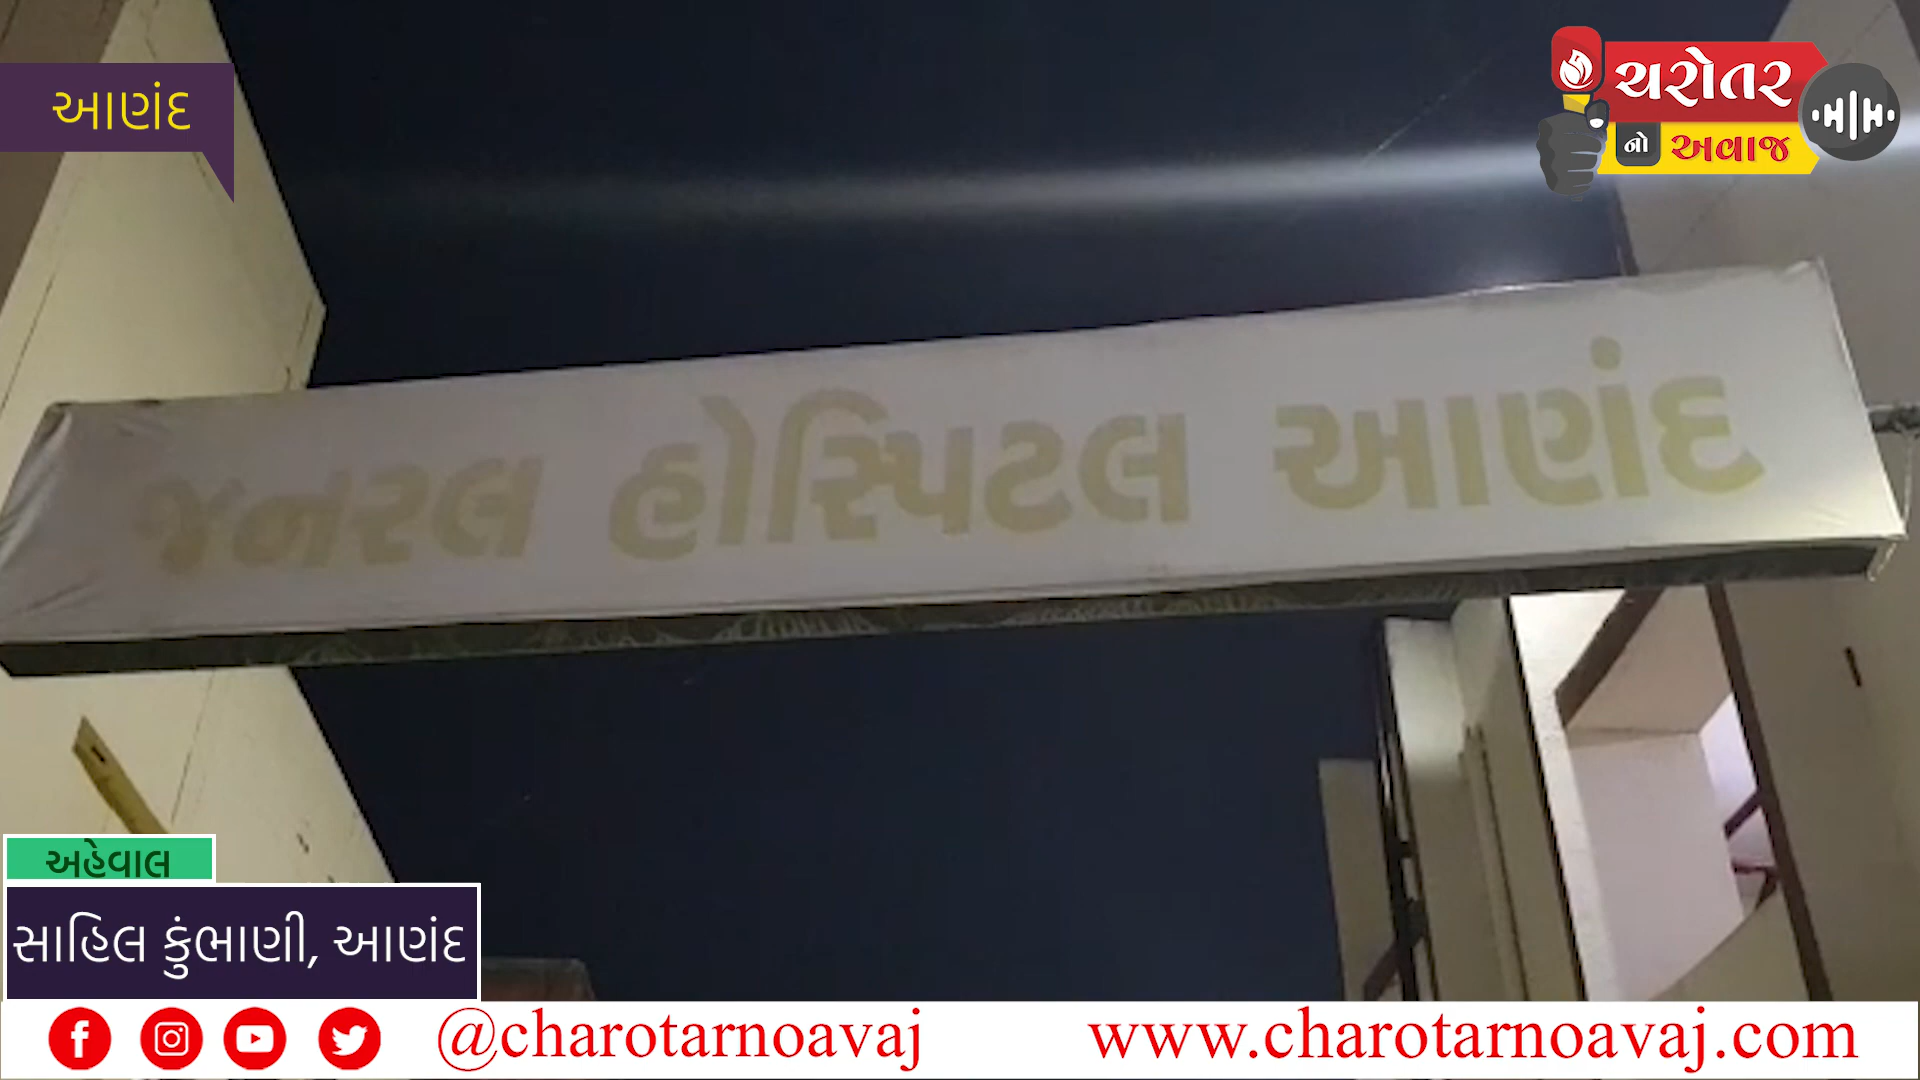 આણંદ
ચરોતર
નો અવાજ
જનરલ હોસ્પિટલ આણંદ
અહેવાલ
સાહિલ કુંભાણી, આણંદ
@charotarnoavaj www.charotarnoavaj.com